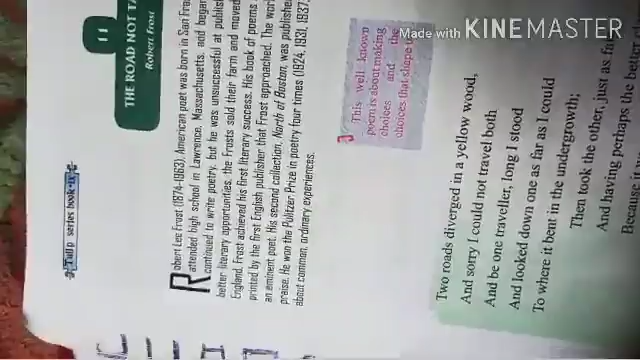 Made with KINEMASTER
Tulip series book-IX
11
THE ROAD NOT TA
Robert Frost
Robert Lee Frost (1874-1963), American poet was born in San Fra
attended high school in Lawrence, Massachusetts, and began
continued to write poetry, but he was unsuccessful at publish
better literary opportunities, the Frosts sold their farm and moved
England. Frost achieved his first literary success. His book of poems
printed by the first English publisher that Frost approached. The work
an eminent poet. His second collection, North of Boston, was publishe
praise. He won the Pulitzer Prize in poetry four times (1924, 1931, 1937,
about common, ordinary experiences.
This well known
poem is about making
choices and the
choices that shape
Two roads diverged in a yellow wood,
And sorry I could not travel both
And be one traveller, long I stood
And looked down one as far as I could
To where it bent in the undergrowth;
Then took the other, just as fair
And having perhaps the better cl
Because it